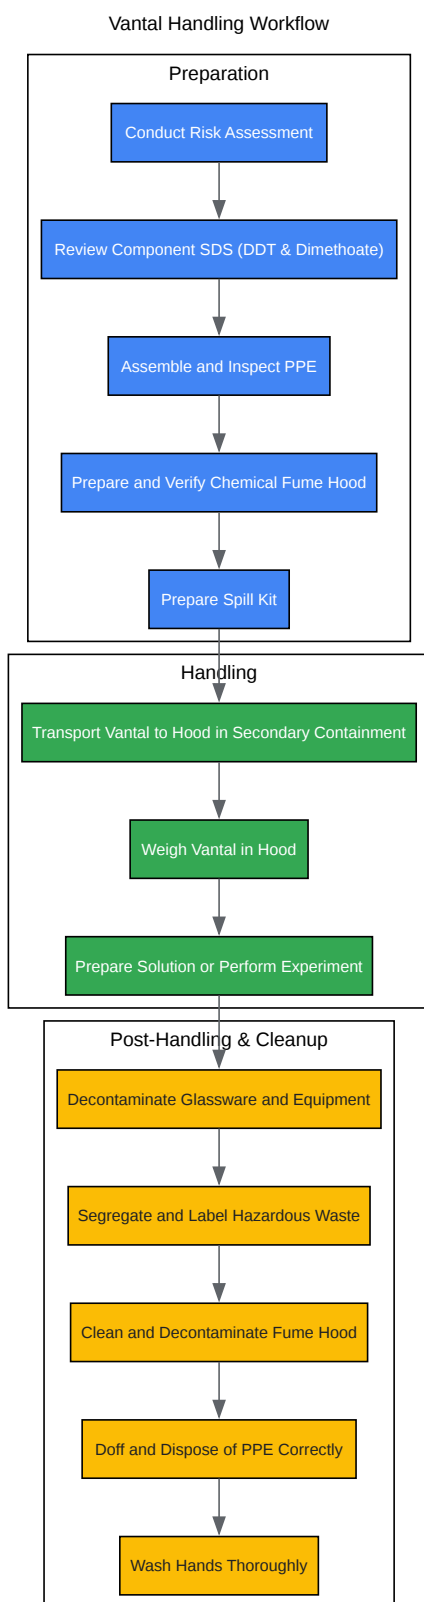 Vantal Handling Workflow
Preparation
Conduct Risk Assessment
Review Component SDS (DDT & Dimethoate)
Assemble and Inspect PPE
Prepare and Verify Chemical Fume Hood
Prepare Spill Kit
Handling
Transport Vantal to Hood in Secondary Containment
Weigh Vantal in Hood
Prepare Solution or Perform Experiment
Post-Handling & Cleanup
Decontaminate Glassware and Equipment
Segregate and Label Hazardous Waste
Clean and Decontaminate Fume Hood
Doff and Dispose of PPE Correctly
Wash Hands Thoroughly